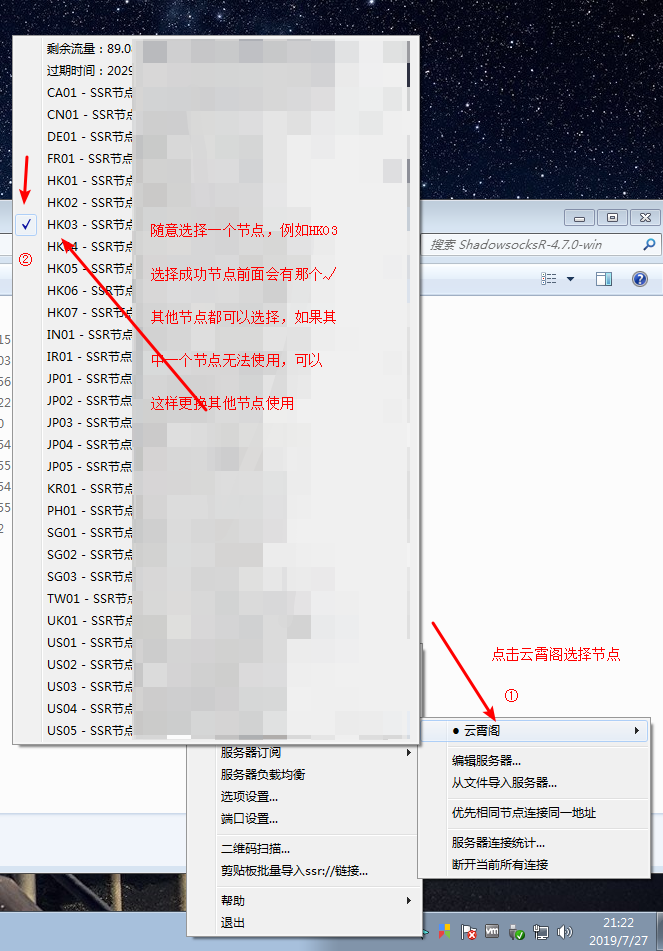 剩余流量：89.0
过期时间：2029
CA01 - SSR节点
CN01 - SSR节点
DE01 - SSR节点
FR01 - SSR节点
HK01 - SSR节点
HK02 - SSR节点
HK03 - SSR节点
HK04 - SSR节点
HK05 - SSR节点
HK06 - SSR节点
HK07 - SSR节点
IN01 - SSR节点
IR01 - SSR节点
JP01 - SSR节点
JP02 - SSR节点
JP03 - SSR节点
JP04 - SSR节点
JP05 - SSR节点
KR01 - SSR节点
PH01 - SSR节点
SG01 - SSR节点
SG02 - SSR节点
SG03 - SSR节点
TW01 - SSR节点
UK01 - SSR节点
US01 - SSR节点
US02 - SSR节点
US03 - SSR节点
US04 - SSR节点
US05 - SSR节点
②
随意选择一个节点，例如HK03
选择成功节点前面会有那个✓
其他节点都可以选择，如果其
中一个节点无法使用，可以
这样更换其他节点使用
搜索 ShadowsocksR-4.7.0-win
点击云霄阁选择节点
①
云霄阁
编辑服务器...
从文件导入服务器...
优先相同节点连接同一地址
服务器连接统计...
断开当前所有连接
服务器订阅
服务器负载均衡
选项设置...
端口设置...
二维码扫描...
剪贴板批量导入ssr://链接...
帮助
退出
21:22
2019/7/27